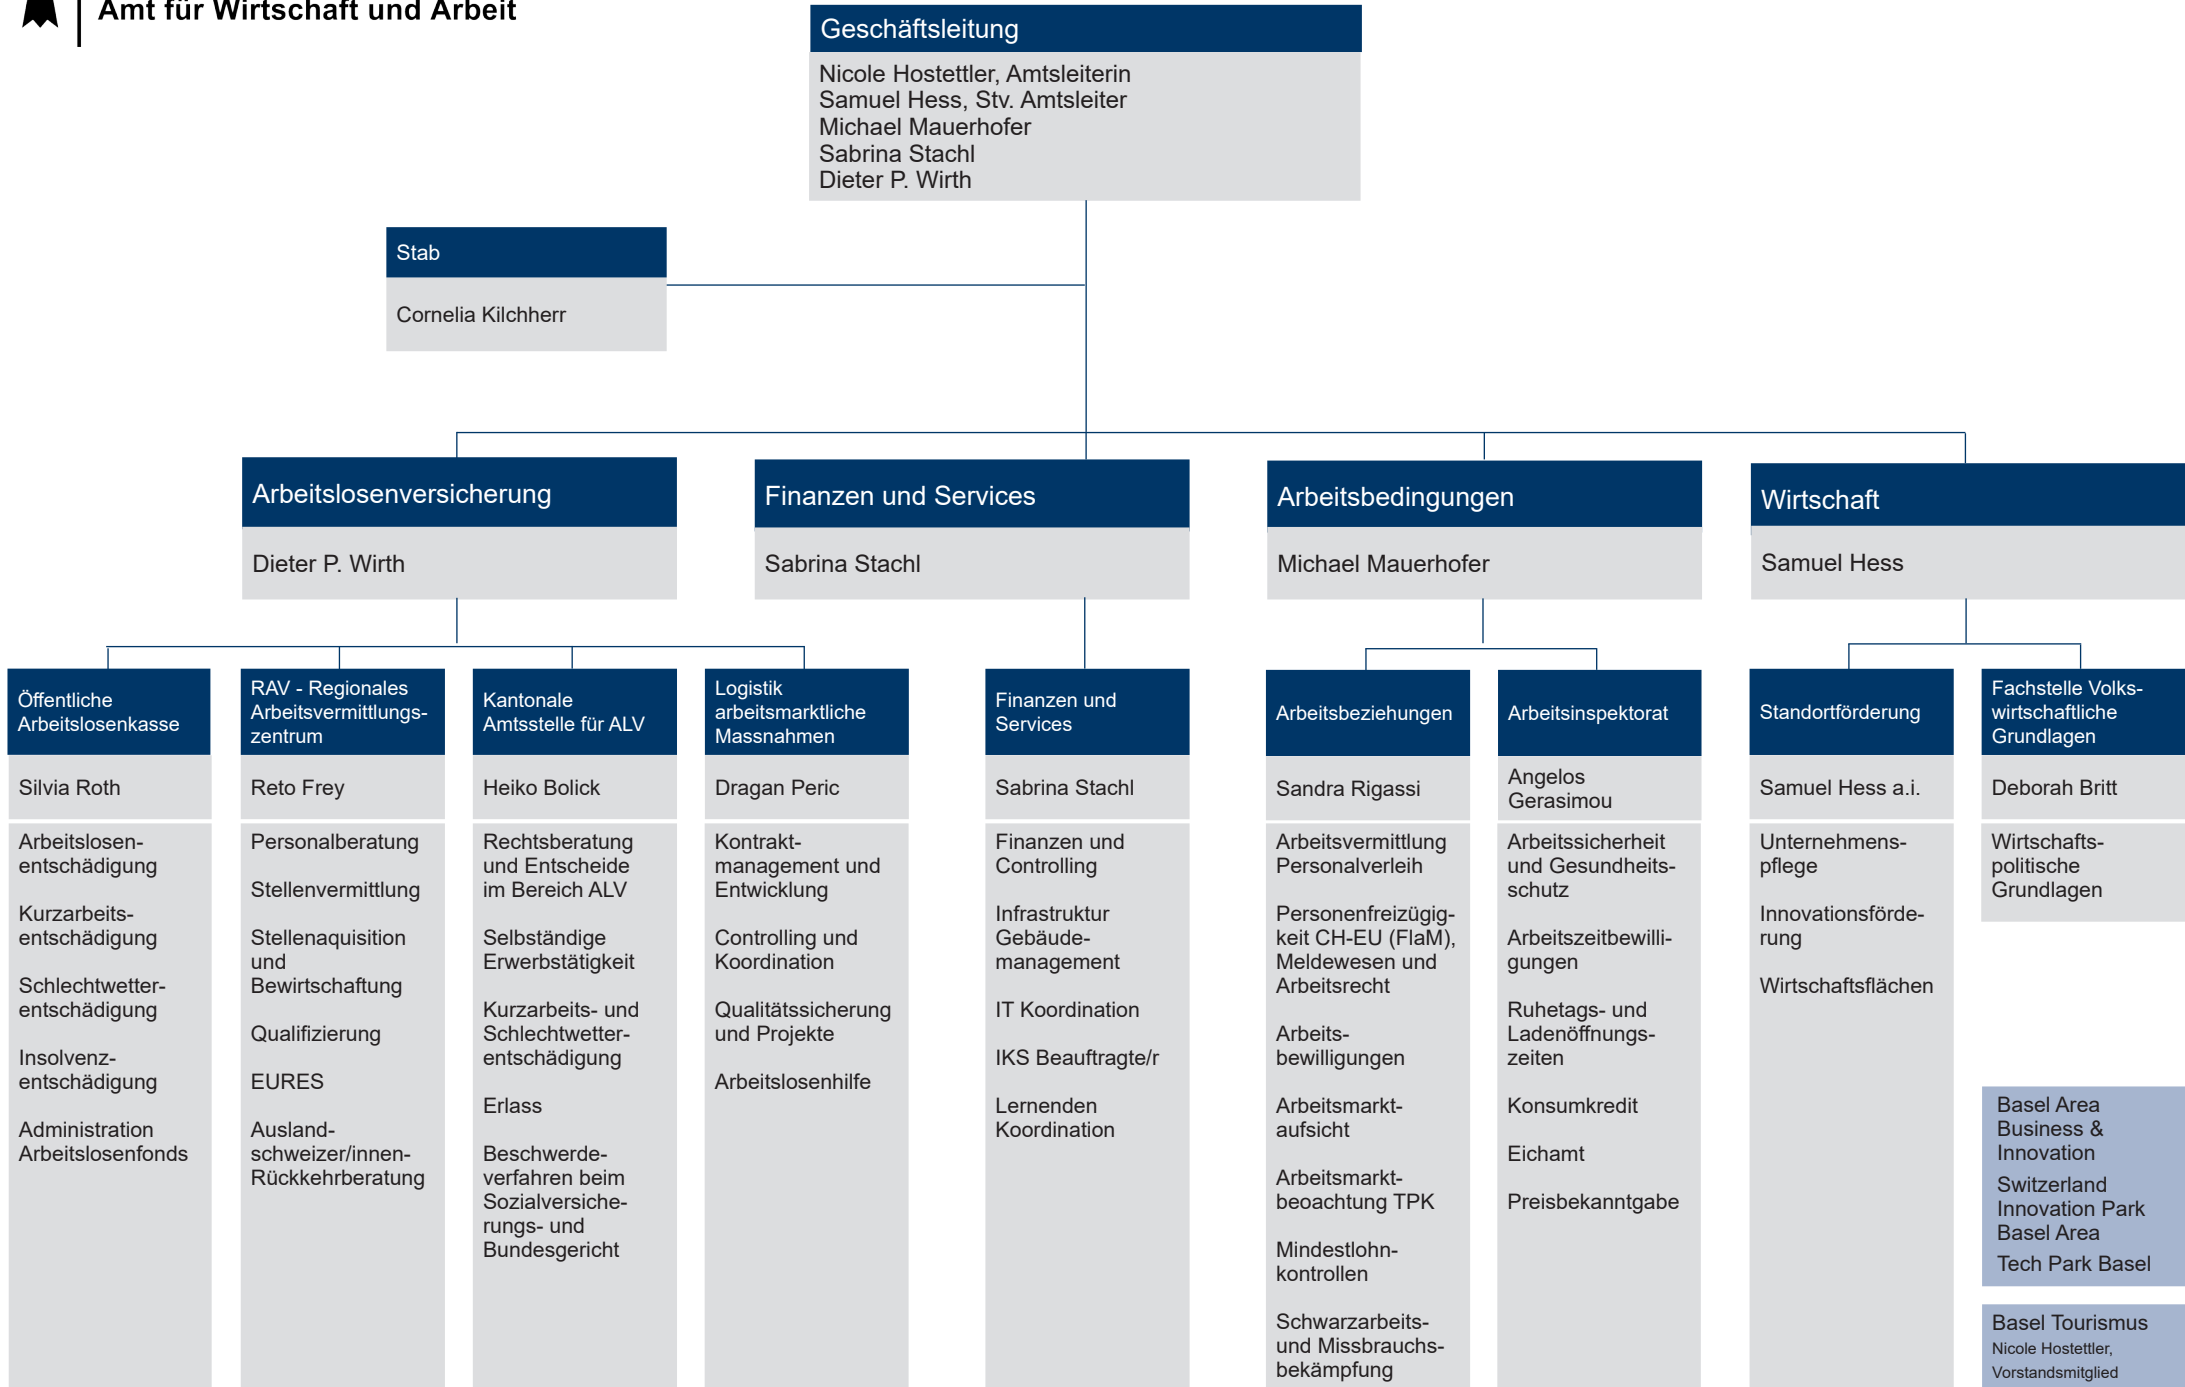 Amt für Wirtschaft und Arbeit
Geschäftsleitung
Nicole Hostettler, Amtsleiterin
Samuel Hess, Stv. Amtsleiter
Michael Mauerhofer
Sabrina Stachl
Dieter P. Wirth
Stab
Cornelia Kilchherr
Arbeitslosenversicherung
Dieter P. Wirth
Finanzen und Services
Sabrina Stachl
Arbeitsbedingungen
Michael Mauerhofer
Wirtschaft
Samuel Hess
Öffentliche
Arbeitslosenkasse
Silvia Roth
Arbeitslosen-
entschädigung
Kurzarbeits-
entschädigung
Schlechtwetter-
entschädigung
Insolvenz-
entschädigung
Administration
Arbeitslosenfonds
RAV - Regionales
Arbeitsvermittlungs-
zentrum
Reto Frey
Personalberatung
Stellenvermittlung
Stellenaquisition
und
Bewirtschaftung
Qualifizierung
EURES
Ausland-
schweizer/innen-
Rückkehrberatung
Kantonale
Amtsstelle für ALV
Heiko Bolick
Rechtsberatung
und Entscheide
im Bereich ALV
Selbständige
Erwerbstätigkeit
Kurzarbeits- und
Schlechtwetter-
entschädigung
Erlass
Beschwerde-
verfahren beim
Sozialversiche-
rungs- und
Bundesgericht
Logistik
arbeitsmarktliche
Massnahmen
Dragan Peric
Kontrakt-
management und
Entwicklung
Controlling und
Koordination
Qualitätssicherung
und Projekte
Arbeitslosenhilfe
Finanzen und
Services
Sabrina Stachl
Finanzen und
Controlling
Infrastruktur
Gebäude-
management
IT Koordination
IKS Beauftragte/r
Lernenden
Koordination
Arbeitsbeziehungen
Sandra Rigassi
Arbeitsvermittlung
Personalverleih
Personenfreizügig-
keit CH-EU (FlaM),
Meldewesen und
Arbeitsrecht
Arbeits-
bewilligungen
Arbeitsmarkt-
aufsicht
Arbeitsmarkt-
beoachtung TPK
Mindestlohn-
kontrollen
Schwarzarbeits-
und Missbrauchs-
bekämpfung
Arbeitsinspektorat
Angelos
Gerasimou
Arbeitssicherheit
und Gesundheits-
schutz
Arbeitszeitbewilli-
gungen
Ruhetags- und
Ladenöffnungs-
zeiten
Konsumkredit
Eichamt
Preisbekanntgabe
Standortförderung
Samuel Hess a.i.
Unternehmens-
pflege
Innovationsförde-
rung
Wirtschaftsflächen
Fachstelle Volks-
wirtschaftliche
Grundlagen
Deborah Britt
Wirtschafts-
politische
Grundlagen
Basel Area
Business &
Innovation
Switzerland
Innovation Park
Basel Area
Tech Park Basel
Basel Tourismus
Nicole Hostettler,
Vorstandsmitglied